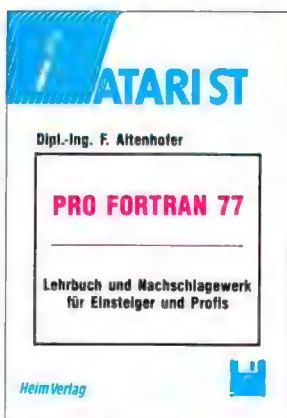 ATARI ST
Dipl.-Ing. F. Altenhofer
PRO FORTRAN 77
Lehrbuch und Nachschlagewerk
für Einsteiger und Profis
Heim Verlag